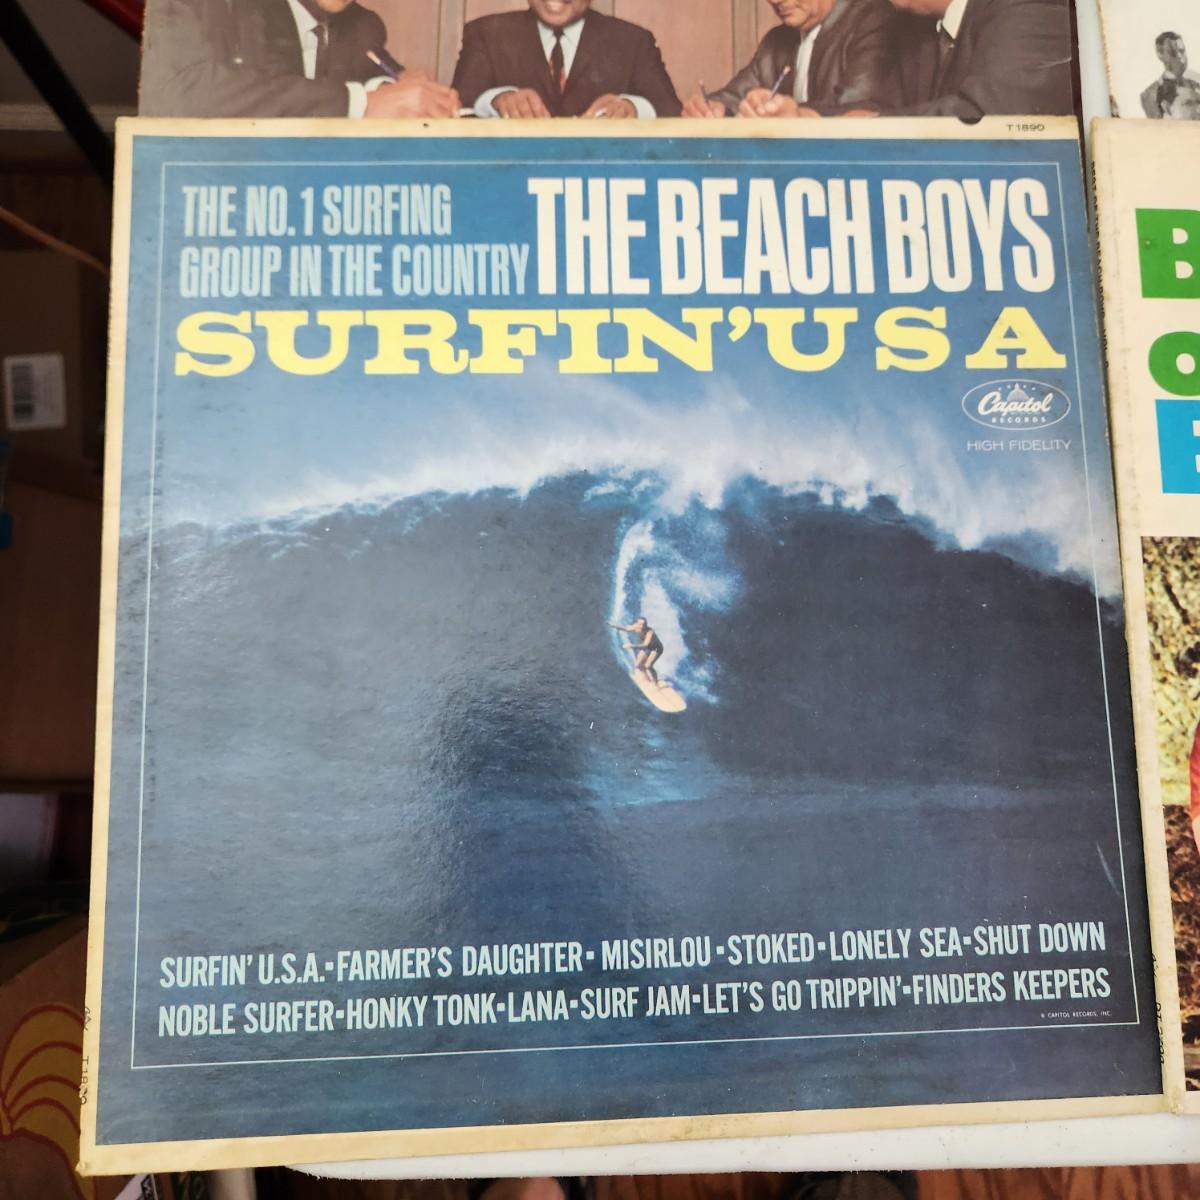 T1890
THE NO. 1 SURFING
GROUP IN THE COUNTRY
THE BEACH BOYS
SURFIN' U S A
Capitol
RECORDS
HIGH FIDELITY
SURFIN' U.S.A.▪FARMER'S DAUGHTER▪MISIRLOU▪STOKED▪LONELY SEA▪SHUT DOWN
NOBLE SURFER▪HONKY TONK▪LANA▪SURF JAM▪LET'S GO TRIPPIN'▪FINDERS KEEPERS
© CAPITOL RECORDS, INC.